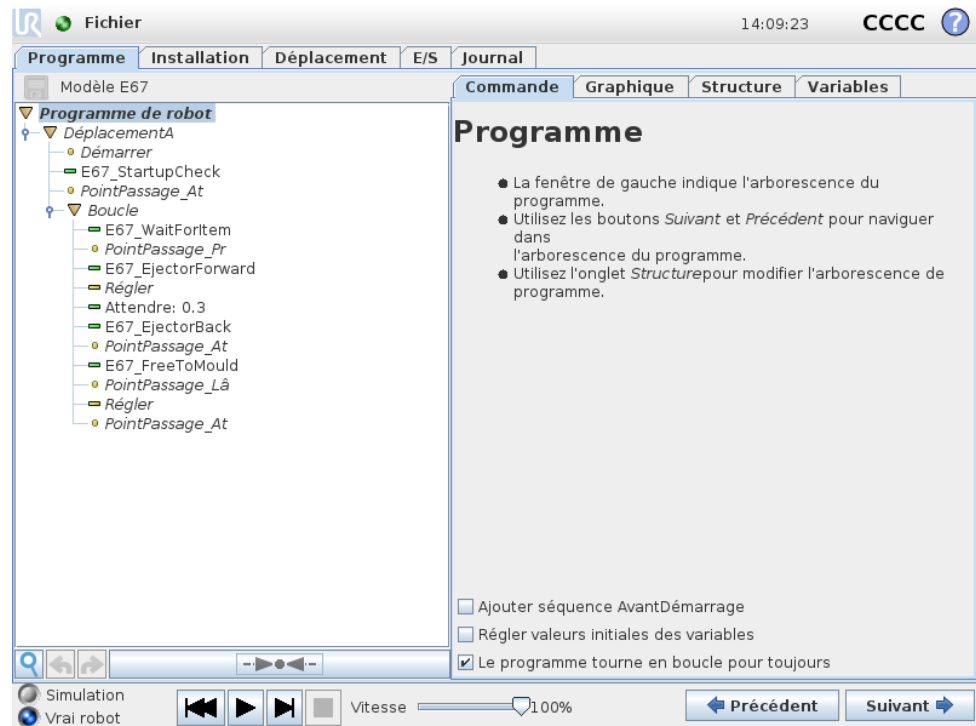 UR Fichier 14:09:23 CCCC ?
Programme Installation Déplacement E/S Journal
Modèle E67
Commande Graphique Structure Variables
Programme de robot
DéplacementA
Démarrer
E67_StartupCheck
PointPassage_At
Boucle
E67_WaitForItem
PointPassage_Pr
E67_EjectorForward
Régler
Attendre: 0.3
E67_EjectorBack
PointPassage_At
E67_FreeToMould
PointPassage_Lâ
Régler
PointPassage_At
Programme
La fenêtre de gauche indique l'arborescence du
programme.
Utilisez les boutons Suivant et Précédent pour naviguer
dans
l'arborescence du programme.
Utilisez l'onglet Structurepour modifier l'arborescence de
programme.
Ajouter séquence AvantDémarrage
Régler valeurs initiales des variables
Le programme tourne en boucle pour toujours
Simulation
Vrai robot
Vitesse 100%
Précédent Suivant